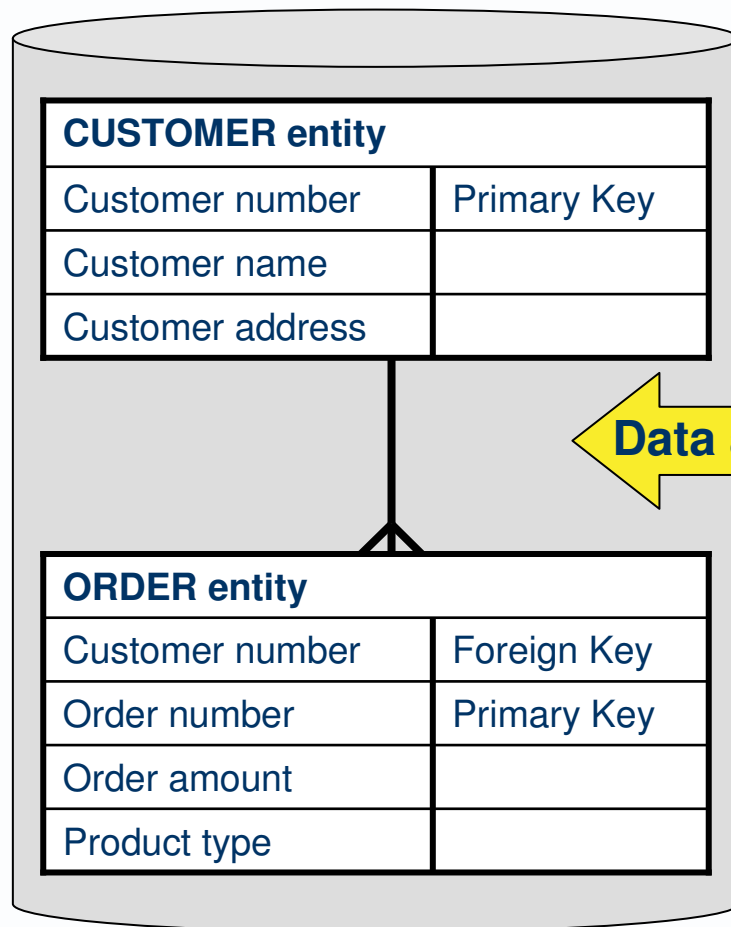 CUSTOMER entity
Customer number Primary Key
Customer name
Customer address
Data
ORDER entity
Customer number Foreign Key
Order number Primary Key
Order amount
Product type